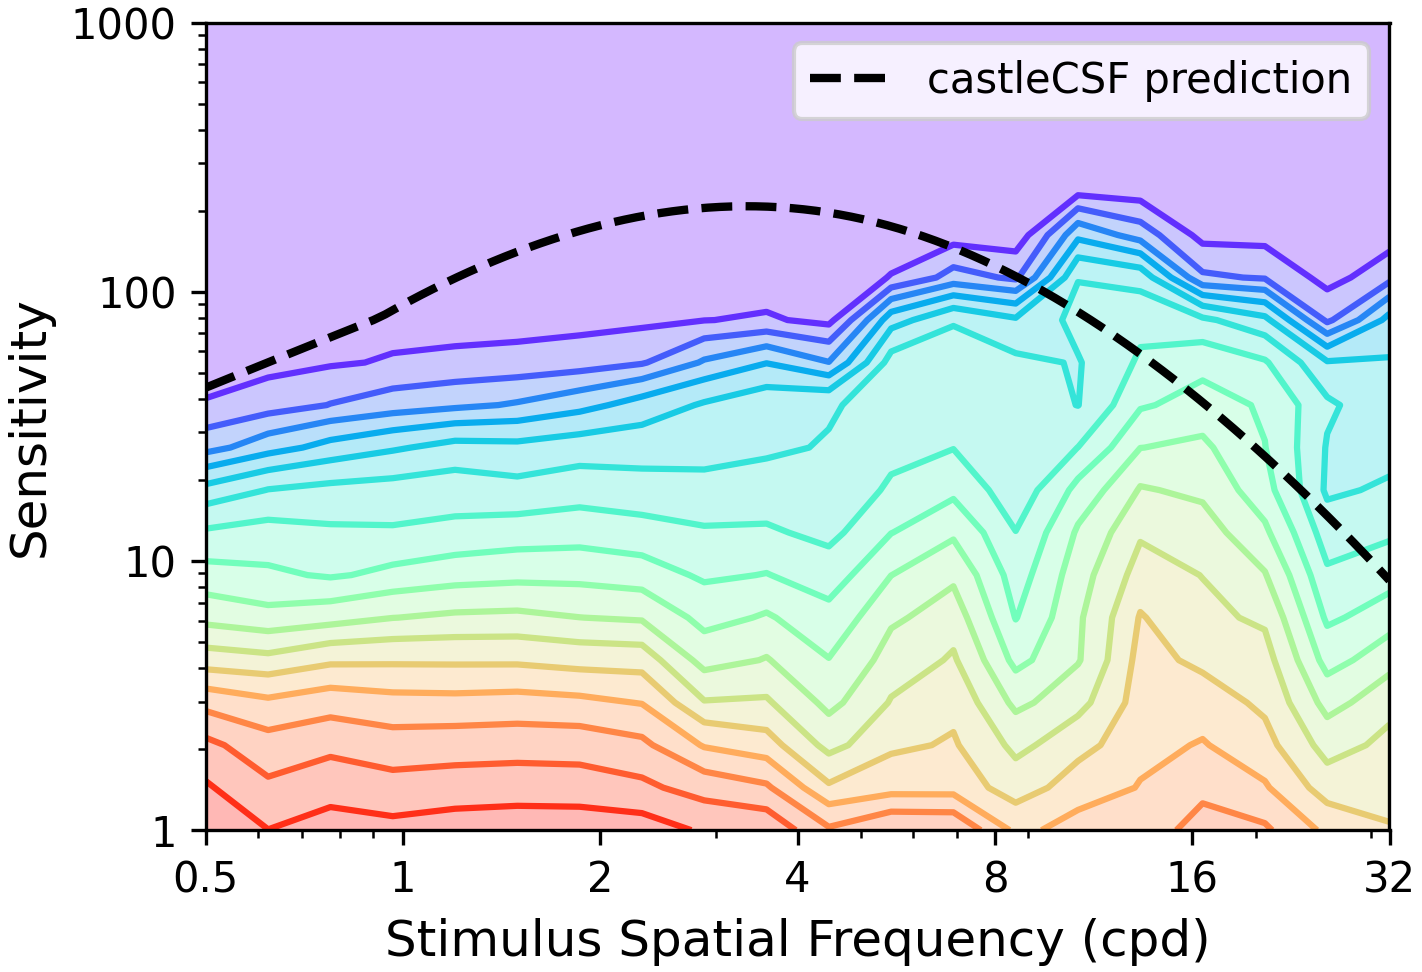 1000
100
10
1
Sensitivity
castleCSF prediction
0.5 1 2 4 8 16 32
Stimulus Spatial Frequency (cpd)